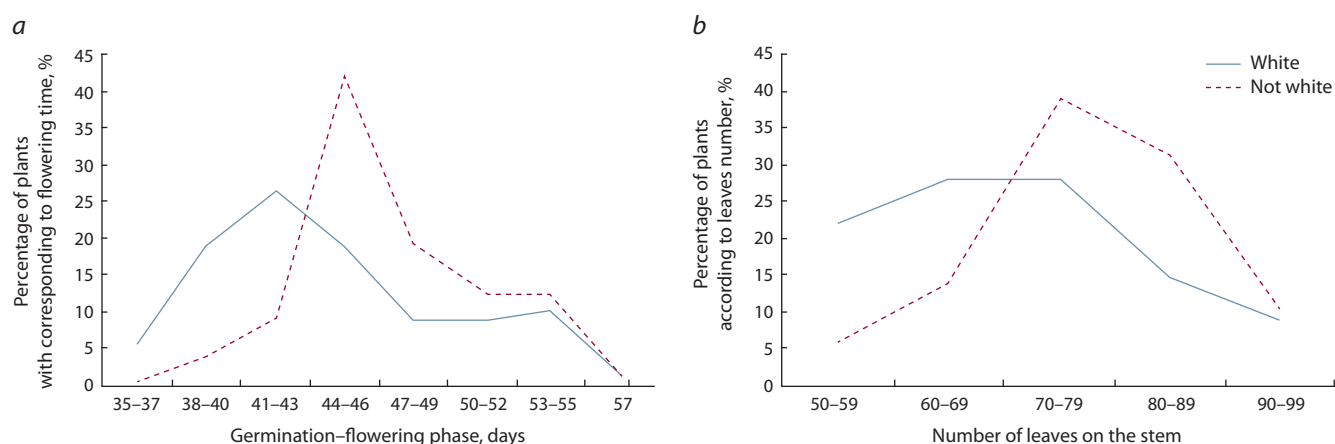 a
Percentage of plants
with corresponding to flowering time, %
45
40
35
30
25
20
15
10
5
0
35–37 38–40 41–43 44–46 47–49 50–52 53–55 57
Germination–flowering phase, days
b
Percentage of plants
according to leaves number, %
45
40
35
30
25
20
15
10
5
0
50–59 60–69 70–79 80–89 90–99
Number of leaves on the stem
White
Not white